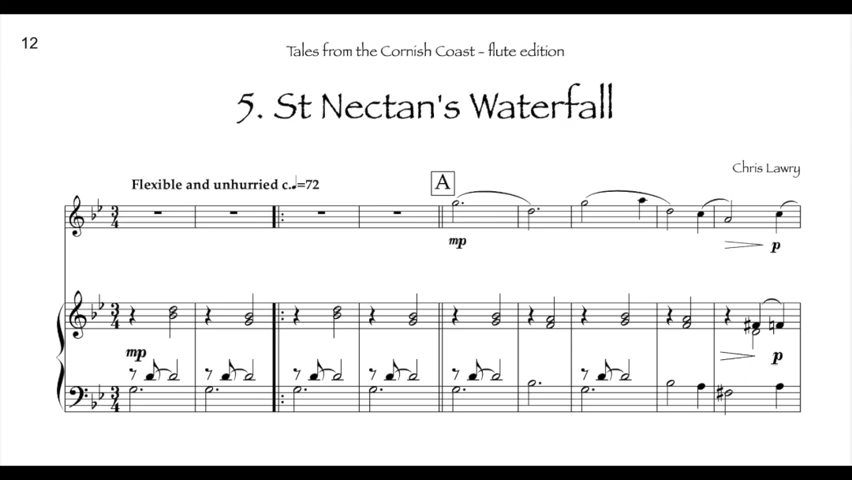 12
Tales from the Cornish Coast - flute edition
5. St Nectan's Waterfall
Chris Lawry
Flexible and unhurried c.♩=72
A
mp
p
mp
p